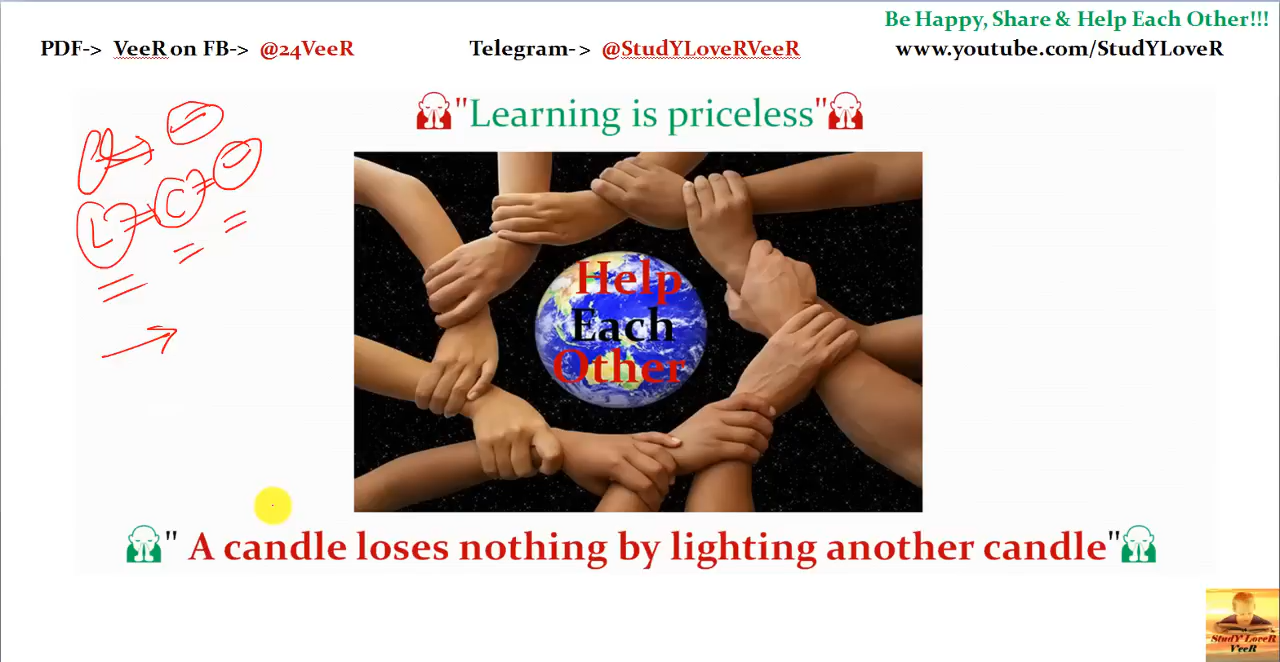 Be Happy, Share & Help Each Other!!!
PDF-> VeeR on FB-> @24VeeR Telegram-> @StudYLoveRVeeR www.youtube.com/StudYLoveR
"Learning is priceless"
L C
Help
Each
Other
" A candle loses nothing by lighting another candle"
StudY LoveR
VeeR